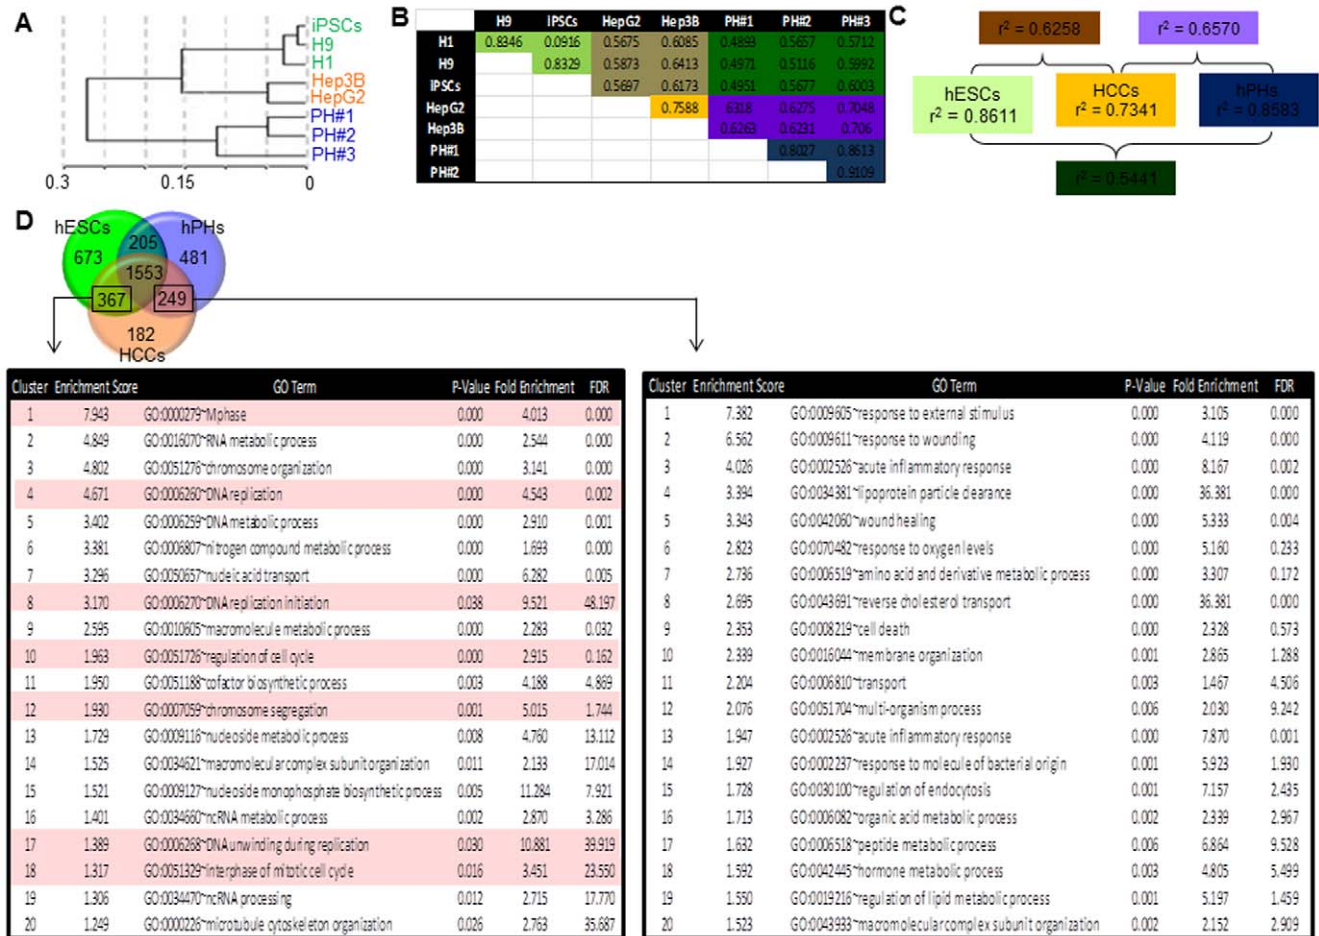 A
iPSCs
H9
H1
Hep3B
HepG2
PH#1
PH#2
PH#3
0.3 0.15 0
B
H9 iPSCs HepG2 Hep3B PH#1 PH#2 PH#3
H1 0.8346 0.0916 0.5675 0.6085 0.4893 0.5657 0.5712
H9 0.8329 0.5873 0.6413 0.4971 0.5116 0.5992
iPSCs 0.5697 0.6173 0.4951 0.5677 0.6003
HepG2 0.7588 6318 0.6275 0.7048
Hep3B 0.6263 0.6231 0.706
PH#1 0.8027 0.8613
PH#2 0.9109
C
r² = 0.6258
r² = 0.6570
hESCs
r² = 0.8611
HCCs
r² = 0.7341
hPHs
r² = 0.8583
r² = 0.5441
D
hESCs
hPHs
205
673
481
1553
367
249
182
HCCs
Cluster Enrichment Score GO Term P-Value Fold Enrichment FDR
1 7.943 GO:0000279~M phase 0.000 4.013 0.000
2 4.849 GO:0016070~RNA metabolic process 0.000 2.544 0.000
3 4.802 GO:0051276~chromosome organization 0.000 3.141 0.000
4 4.671 GO:0006260~DNA replication 0.000 4.543 0.002
5 3.402 GO:0006259~DNA metabolic process 0.000 2.910 0.001
6 3.381 GO:0006807~nitrogen compound metabolic process 0.000 1.693 0.000
7 3.296 GO:0050657~nucleic acid transport 0.000 6.282 0.005
8 3.170 GO:0006270~DNA replication initiation 0.038 9.521 48.197
9 2.595 GO:0010605~macromolecule metabolic process 0.000 2.283 0.032
10 1.963 GO:0051726~regulation of cell cycle 0.000 2.915 0.162
11 1.950 GO:0051188~cofactor biosynthetic process 0.003 4.188 4.869
12 1.930 GO:0007059~chromosome segregation 0.001 5.015 1.744
13 1.729 GO:0009116~nucleoside metabolic process 0.008 4.760 13.112
14 1.525 GO:0034621~macromolecular complex subunit organization 0.011 2.133 17.014
15 1.521 GO:0009127~nucleoside monophosphate biosynthetic process 0.005 11.284 7.921
16 1.401 GO:0034660~ncRNA metabolic process 0.002 2.870 3.286
17 1.389 GO:0006268~DNA unwinding during replication 0.030 10.881 39.919
18 1.317 GO:0051329~interphase of mitotic cell cycle 0.016 3.451 23.550
19 1.306 GO:0034470~ncRNA processing 0.012 2.715 17.770
20 1.249 GO:0000226~microtubule cytoskeleton organization 0.026 2.763 35.687
Cluster Enrichment Score GO Term P-Value Fold Enrichment FDR
1 7.382 GO:0009605~response to external stimulus 0.000 3.105 0.000
2 6.562 GO:0009611~response to wounding 0.000 4.119 0.000
3 4.026 GO:0002526~acute inflammatory response 0.000 8.167 0.002
4 3.394 GO:0034381~lipoprotein particle clearance 0.000 36.381 0.000
5 3.343 GO:0042060~wound healing 0.000 5.333 0.004
6 2.823 GO:0070482~response to oxygen levels 0.000 5.160 0.233
7 2.736 GO:0006519~amino acid and derivative metabolic process 0.000 3.307 0.172
8 2.695 GO:0043691~reverse cholesterol transport 0.000 36.381 0.000
9 2.353 GO:0008219~cell death 0.000 2.328 0.573
10 2.339 GO:0016044~membrane organization 0.001 2.865 1.288
11 2.204 GO:0006810~transport 0.003 1.467 4.506
12 2.076 GO:0051704~multi-organism process 0.006 2.030 9.242
13 1.947 GO:0002526~acute inflammatory response 0.000 7.870 0.001
14 1.927 GO:0002237~response to molecule of bacterial origin 0.001 5.923 1.930
15 1.728 GO:0030100~regulation of endocytosis 0.001 7.157 2.435
16 1.713 GO:0006082~organic acid metabolic process 0.002 2.339 2.967
17 1.632 GO:0006518~peptide metabolic process 0.006 6.864 9.528
18 1.592 GO:0042445~hormone metabolic process 0.003 4.805 5.499
19 1.550 GO:0019216~regulation of lipid metabolic process 0.001 5.197 1.459
20 1.523 GO:0043933~macromolecular complex subunit organization 0.002 2.152 2.909